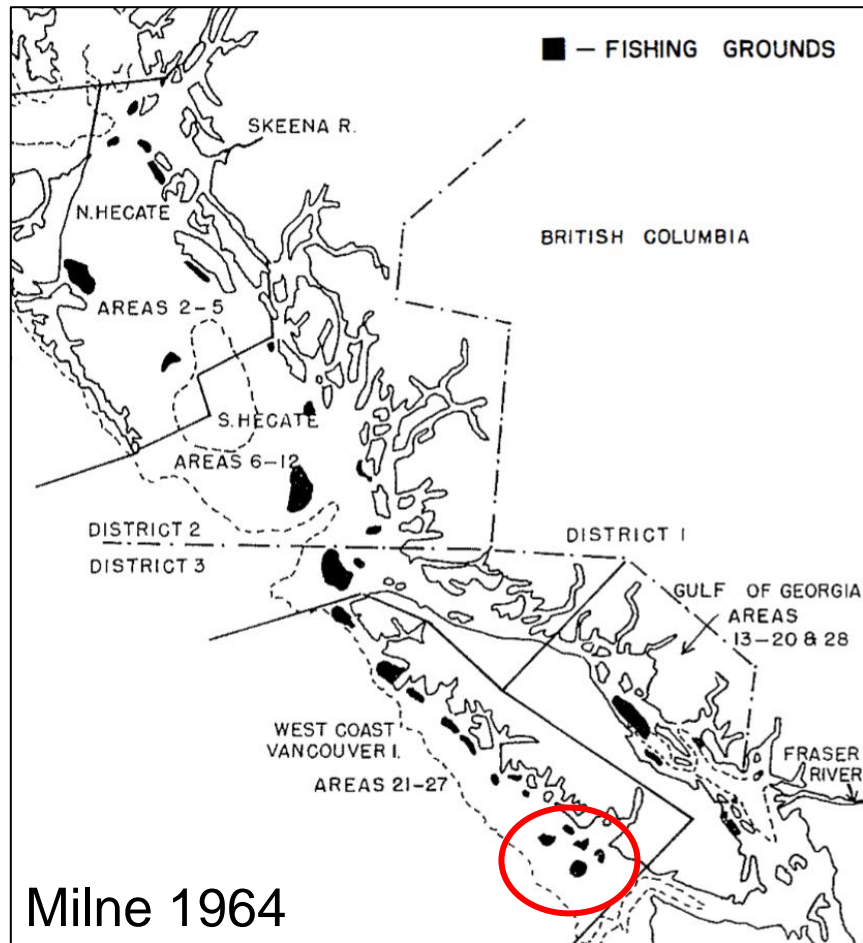 ■ – FISHING GROUNDS
SKEENA R.
N.HECATE
BRITISH COLUMBIA
AREAS 2–5
S.HECATE
AREAS 6–12
DISTRICT 2
DISTRICT 1
DISTRICT 3
GULF OF GEORGIA
AREAS
13–20 & 28
WEST COAST
VANCOUVER I.
FRASER
RIVER
AREAS 21–27
Milne 1964